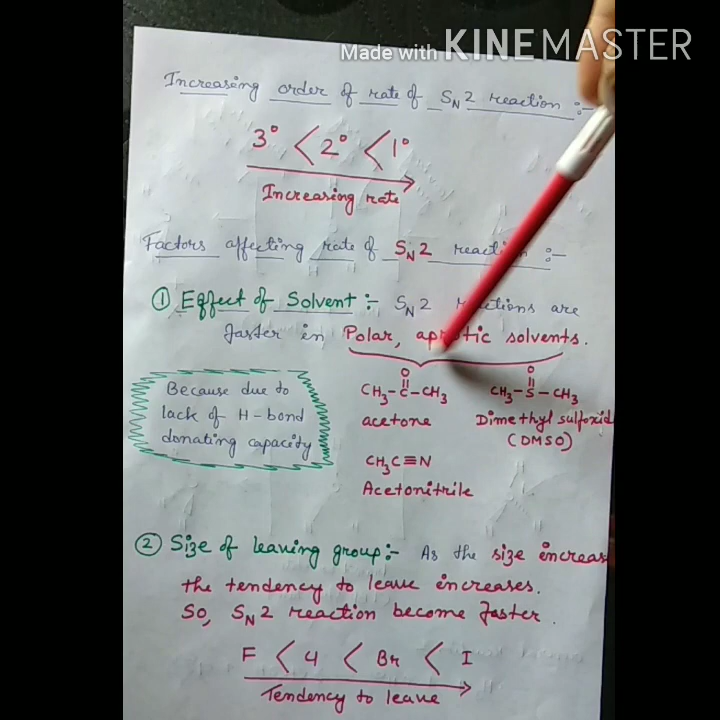 Made with KINEMASTER
Increasing order of rate of SN2 reaction :-
3° < 2° < 1°
Increasing rate
Factors affecting rate of SN2 reaction :-
① Effect of Solvent :- SN2 reactions are
faster in Polar, aprotic solvents.
Because due to
lack of H-bond
donating capacity
O
CH3-C-CH3
acetone
O
CH3-S-CH3
Dimethyl sulfoxid
(DMSO)
CH3C≡N
Acetonitrile
② Size of leaving group :- As the size increas
the tendency to leave increases.
So, SN2 reaction become faster.
F < Cl < Br < I
Tendency to leave